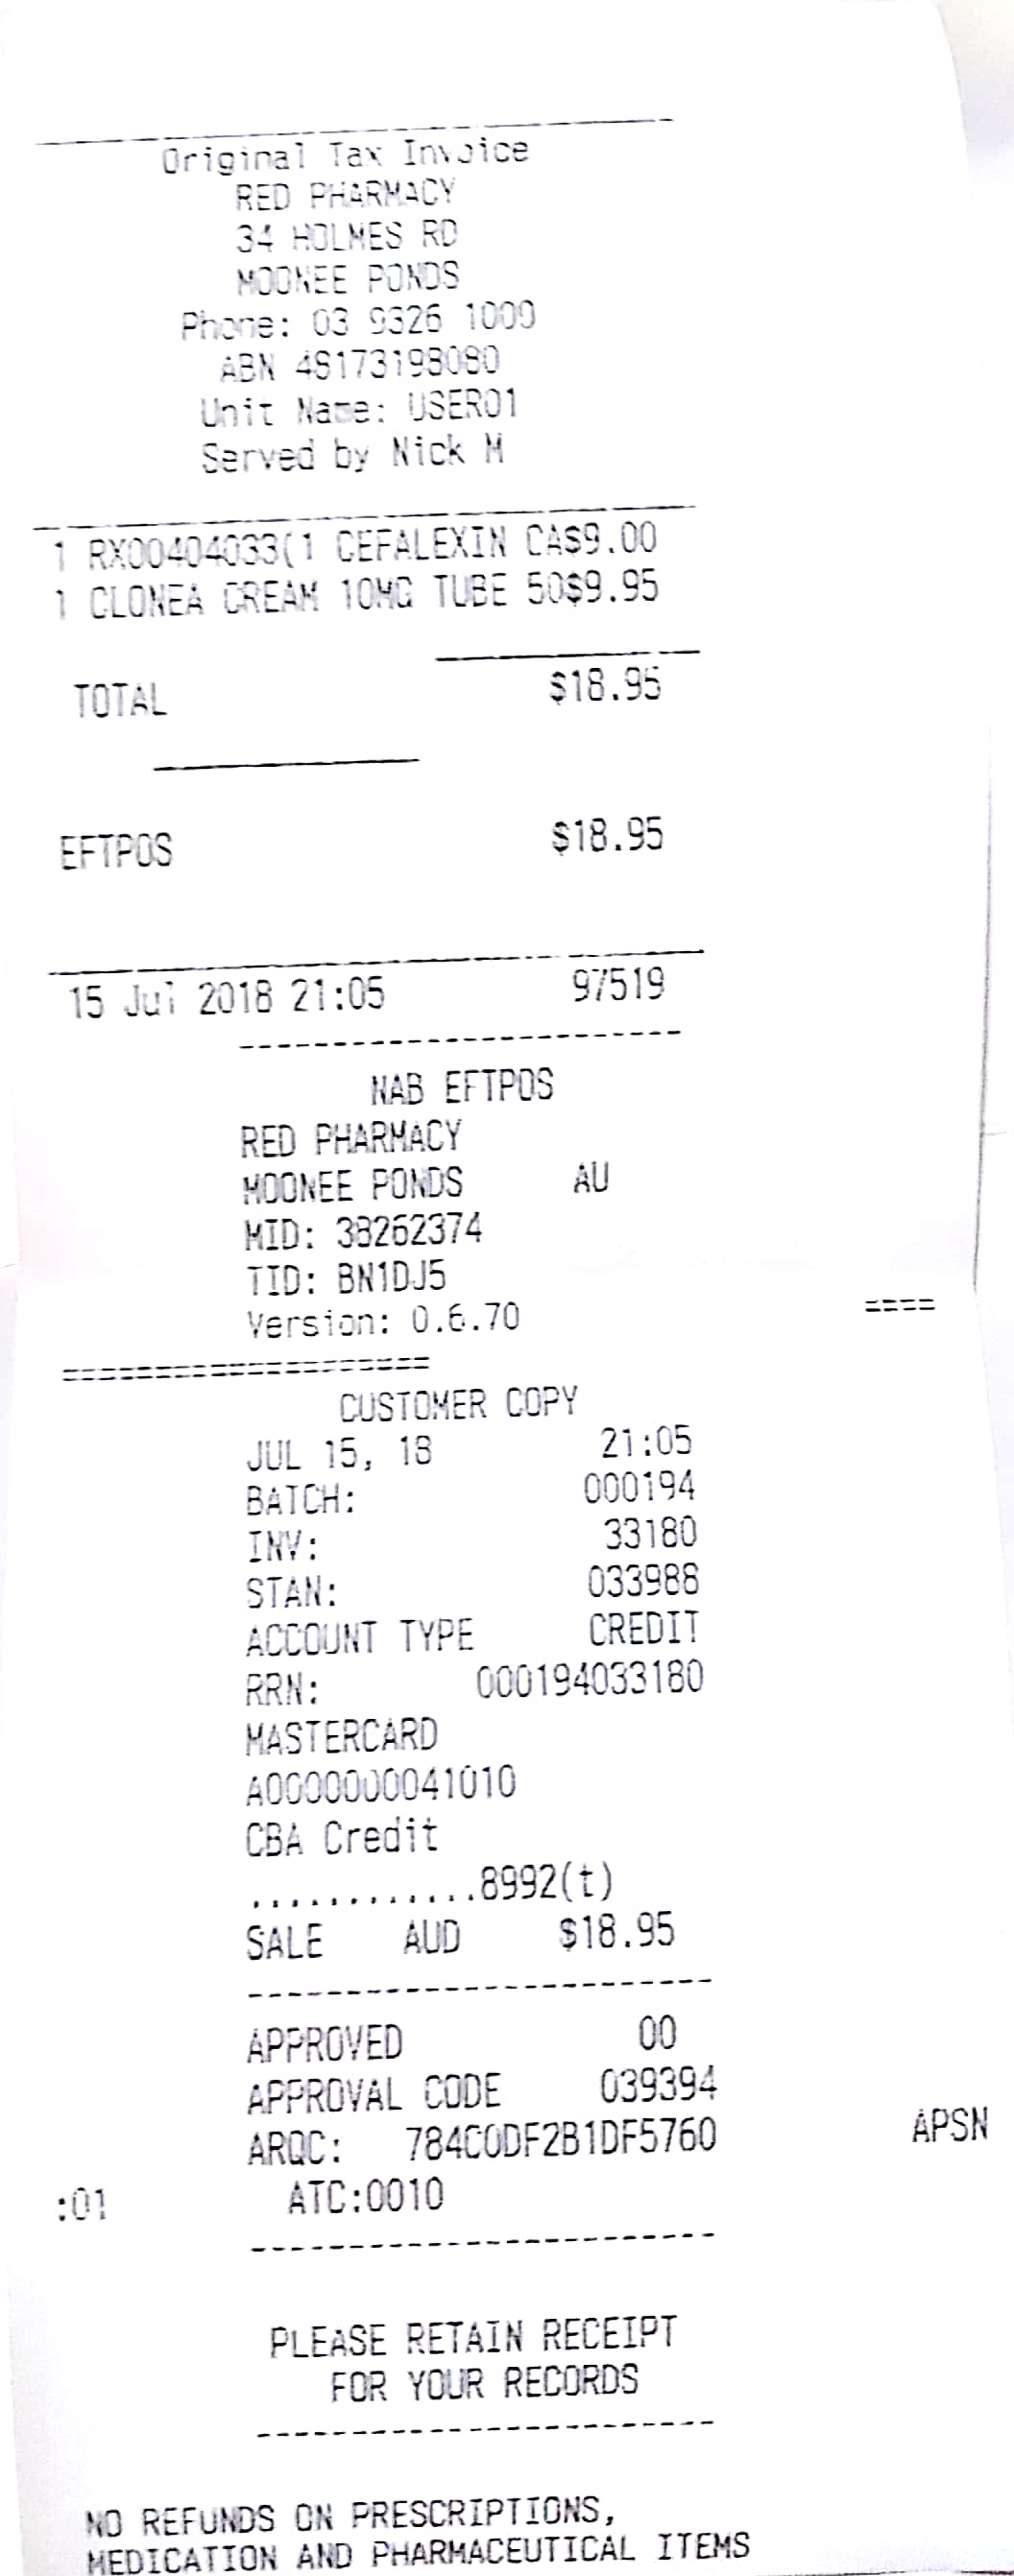 Original Tax Invoice
RED PHARMACY
34 HOLMES RD
MOONEE PONDS
Phone: 03 9326 1000
ABN 48173198080
Unit Name: USER01
Served by Nick M
1 RX00404033(1 CEFALEXIN CA$9.00
1 CLONEA CREAM 10MG TUBE 50$9.95
TOTAL $18.95
EFTPOS $18.95
15 Jul 2018 21:05 97519
NAB EFTPOS
RED PHARMACY
MOONEE PONDS AU
MID: 38262374
TID: BN1DJ5
Version: 0.6.70 ====
====================
CUSTOMER COPY
JUL 15, 18 21:05
BATCH: 000194
INV: 33180
STAN: 033988
ACCOUNT TYPE CREDIT
RRN: 000194033180
MASTERCARD
A0000000041010
CBA Credit
............8992(t)
SALE AUD $18.95
APPROVED 00
APPROVAL CODE 039394
ARQC: 784C0DF2B1DF5760 APSN
:01 ATC:0010
PLEASE RETAIN RECEIPT
FOR YOUR RECORDS
NO REFUNDS ON PRESCRIPTIONS,
MEDICATION AND PHARMACEUTICAL ITEMS